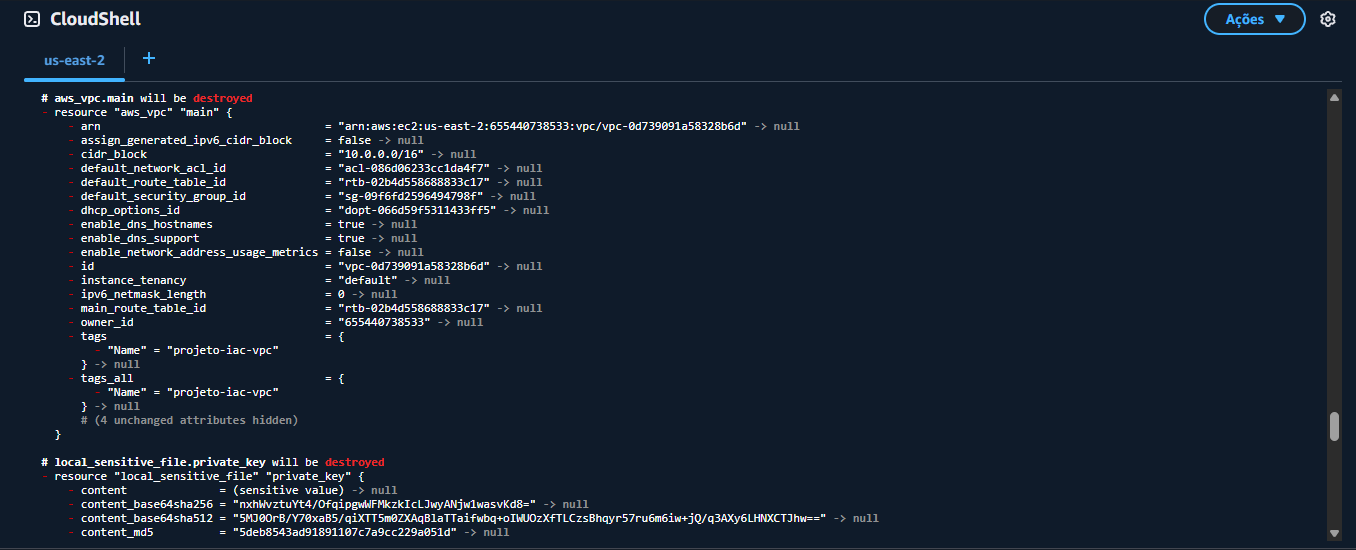 CloudShell
Ações
us-east-2
+
# aws_vpc.main will be destroyed
- resource "aws_vpc" "main" {
- arn = "arn:aws:ec2:us-east-2:655440738533:vpc/vpc-0d739091a58328b6d" -> null
- assign_generated_ipv6_cidr_block = false -> null
- cidr_block = "10.0.0.0/16" -> null
- default_network_acl_id = "acl-086d06233cc1da4f7" -> null
- default_route_table_id = "rtb-02b4d558688833c17" -> null
- default_security_group_id = "sg-09f6fd2596494798f" -> null
- dhcp_options_id = "dopt-066d59f5311433ff5" -> null
- enable_dns_hostnames = true -> null
- enable_dns_support = true -> null
- enable_network_address_usage_metrics = false -> null
- id = "vpc-0d739091a58328b6d" -> null
- instance_tenancy = "default" -> null
- ipv6_netmask_length = 0 -> null
- main_route_table_id = "rtb-02b4d558688833c17" -> null
- owner_id = "655440738533" -> null
- tags = {
- "Name" = "projeto-iac-vpc"
} -> null
- tags_all = {
- "Name" = "projeto-iac-vpc"
} -> null
# (4 unchanged attributes hidden)
}
# local_sensitive_file.private_key will be destroyed
- resource "local_sensitive_file" "private_key" {
- content = (sensitive value) -> null
- content_base64sha256 = "nxhWvztuYt4/OfqipgwWFMkzkIcLJwyANjw1wasvKd8=" -> null
- content_base64sha512 = "5MJ0OrB/Y70xaB5/qiXTT5m0ZXAqBlaTTaifwbq+oIWUOzXfTLCzsBhqyr57ru6m6iw+jQ/q3AXy6LHNXCTJhw==" -> null
- content_md5 = "5deb8543ad91891107c7a9cc229a051d" -> null